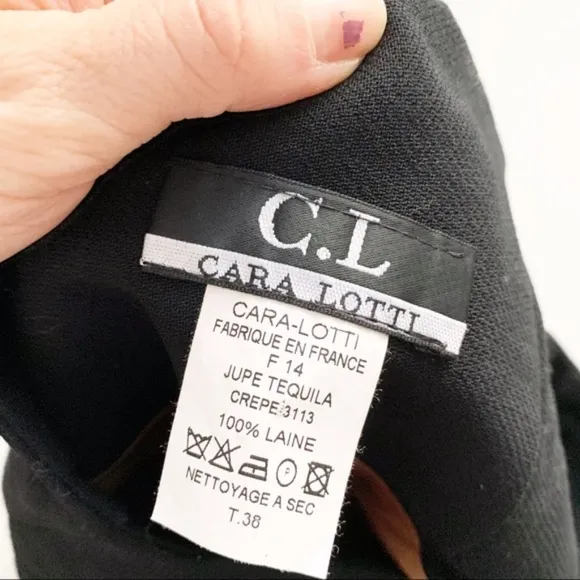 C.L
CARA LOTTI
CARA-LOTTI
FABRIQUE EN FRANCE
F 14
JUPE TEQUILA
CREPE 3113
100% LAINE
P
NETTOYAGE A SEC
T.38